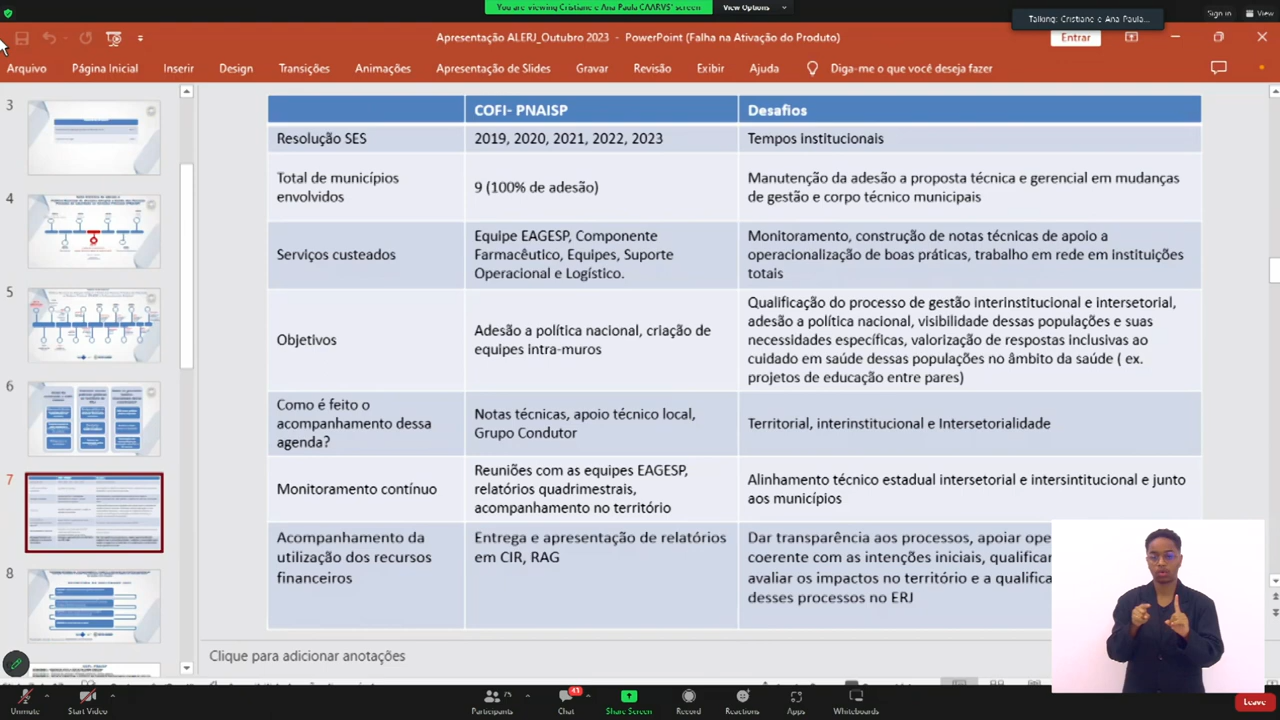 You are viewing Cristiane e Ana Paula CAARVS' screen
View Options
Talking: Cristiane e Ana Paula...
Sign in
View
Apresentação ALERJ_Outubro 2023 - PowerPoint (Falha na Ativação do Produto)
Entrar
Arquivo
Página Inicial
Inserir
Design
Transições
Animações
Apresentação de Slides
Gravar
Revisão
Exibir
Ajuda
Diga-me o que você deseja fazer
3
4
5
6
7
8
COFI- PNAISP
Desafios
Resolução SES
2019, 2020, 2021, 2022, 2023
Tempos institucionais
Total de municípios
envolvidos
9 (100% de adesão)
Manutenção da adesão a proposta técnica e gerencial em mudanças
de gestão e corpo técnico municipais
Serviços custeados
Equipe EAGESP, Componente
Farmacêutico, Equipes, Suporte
Operacional e Logístico.
Monitoramento, construção de notas técnicas de apoio a
operacionalização de boas práticas, trabalho em rede em instituições
totais
Objetivos
Adesão a política nacional, criação de
equipes intra-muros
Qualificação do processo de gestão interinstitucional e intersetorial,
adesão a política nacional, visibilidade dessas populações e suas
necessidades específicas, valorização de respostas inclusivas ao
cuidado em saúde dessas populações no âmbito da saúde ( ex.
projetos de educação entre pares)
Como é feito o
acompanhamento dessa
agenda?
Notas técnicas, apoio técnico local,
Grupo Condutor
Territorial, interinstitucional e Intersetorialidade
Monitoramento contínuo
Reuniões com as equipes EAGESP,
relatórios quadrimestrais,
acompanhamento no território
Alinhamento técnico estadual intersetorial e intersintitucional e junto
aos municípios
Acompanhamento da
utilização dos recursos
financeiros
Entrega e apresentação de relatórios
em CIR, RAG
Dar transparencia aos processos, apoiar ope
coerente com as intenções iniciais, qualificar
avaliar os impactos no território e a qualifica
desses processos no ERJ
Clique para adicionar anotações
Unmute
Start Video
Participants
Chat
41
Share Screen
Record
Reactions
Apps
Whiteboards
Leave